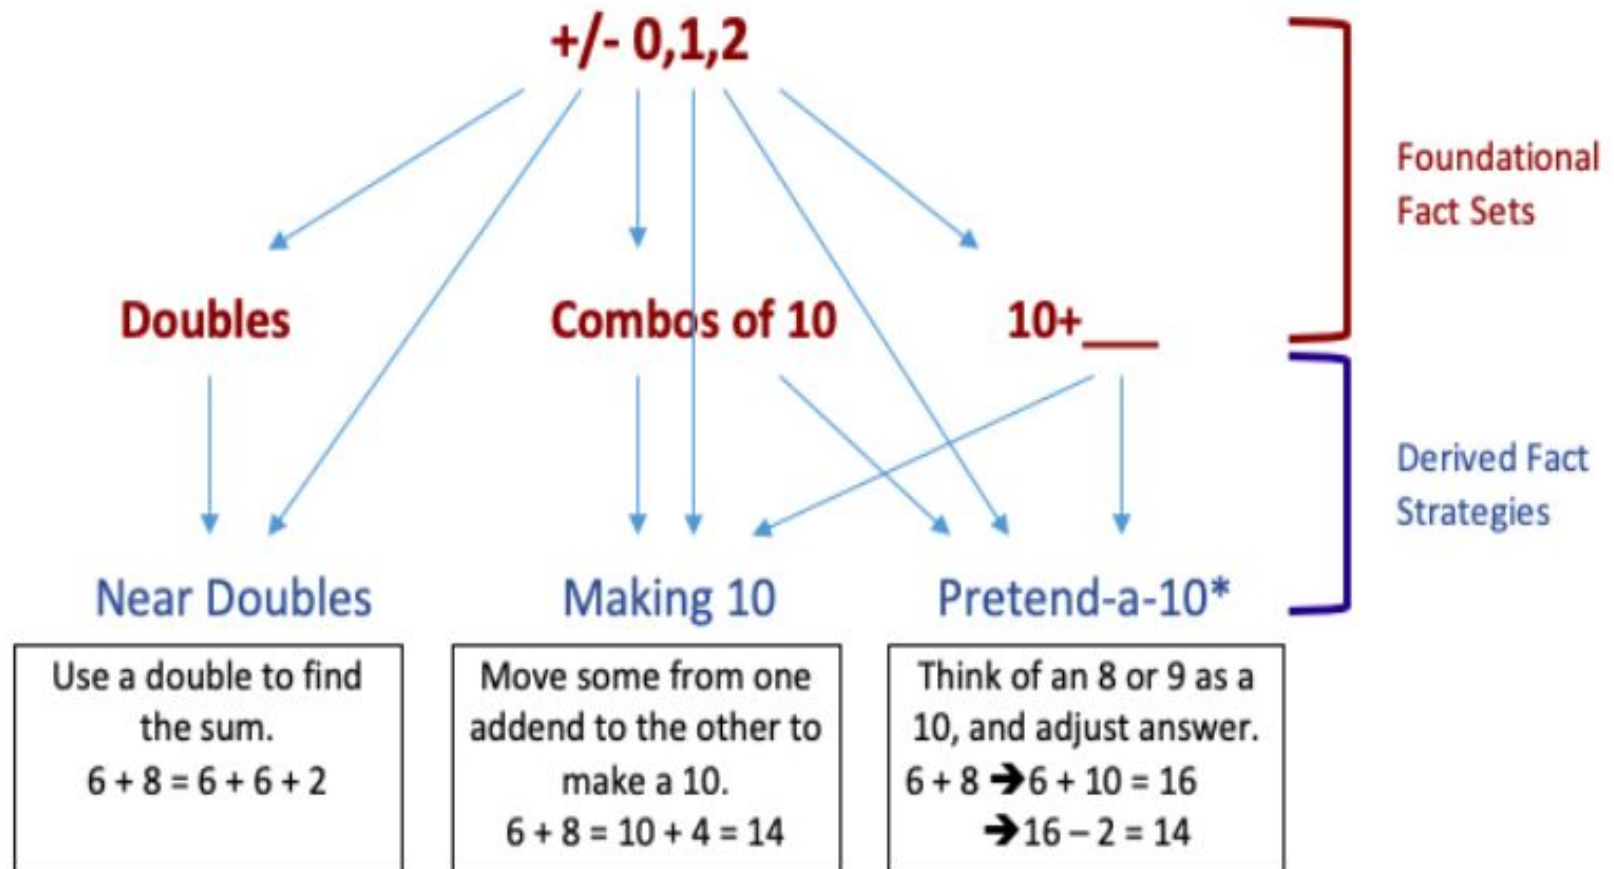 +/- 0,1,2
Foundational
Fact Sets
Doubles
Combos of 10
10+___
Derived Fact
Strategies
Near Doubles
Making 10
Pretend-a-10*
Use a double to find
the sum.
6 + 8 = 6 + 6 + 2
Move some from one
addend to the other to
make a 10.
6 + 8 = 10 + 4 = 14
Think of an 8 or 9 as a
10, and adjust answer.
6 + 8 ➔6 + 10 = 16
➔16 – 2 = 14